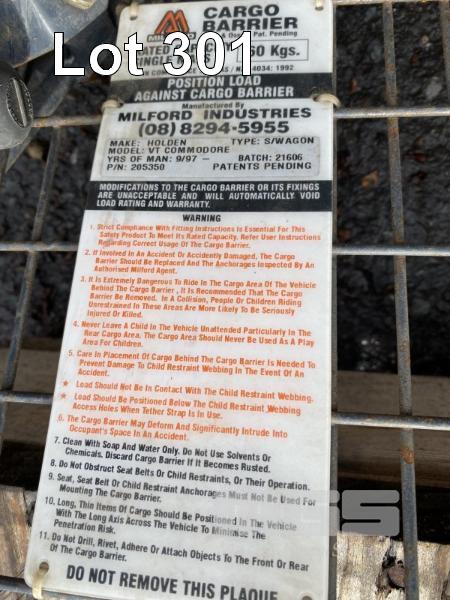 CARGO
BARRIER
MILFORD & Pat. Pending
Lot 301
60 Kgs.
4034: 1992
POSITION LOAD
AGAINST CARGO BARRIER
Manufactured By
MILFORD INDUSTRIES
(08) 8294-5955
MAKE: HOLDEN TYPE: S/WAGON
MODEL: VT COMMODORE
YRS OF MAN: 9/97 – BATCH: 21606
P/N: 205350 PATENTS PENDING
MODIFICATIONS TO THE CARGO BARRIER OR ITS FIXINGS
ARE UNACCEPTABLE AND WILL AUTOMATICALLY VOID
LOAD RATING AND WARRANTY.
WARNING
1. Strict Compliance With Fitting Instructions Is Essential For This
Safety Product To Meet Its Rated Capacity. Refer User Instructions
Regarding Correct Usage Of The Cargo Barrier.
2. If Involved In An Accident Or Accidently Damaged, The Cargo
Barrier Should Be Replaced And The Anchorages Inspected By An
Authorised Milford Agent.
3. It Is Extremely Dangerous To Ride In The Cargo Area Of The Vehicle
Behind The Cargo Barrier, It Is Recommended That The Cargo
Barrier Be Removed. In A Collision, People Or Children Riding
Unrestrained In These Areas Are More Likely To Be Seriously
Injured Or Killed.
4. Never Leave A Child In The Vehicle Unattended Particularly In The
Rear Cargo Area. The Cargo Area Should Never Be Used As A Play
Area For Children.
5. Care In Placement Of Cargo Behind The Cargo Barrier Is Needed To
Prevent Damage To Child Restraint Webbing In The Event Of An
Accident.
★ Load Should Not Be In Contact With The Child Restraint Webbing.
★ Load Should Be Positioned Below The Child Restraint Webbing
Access Holes When Tether Strap Is In Use.
6. The Cargo Barrier May Deform And Significantly Intrude Into
Occupant's Space In An Accident.
7. Clean With Soap And Water Only. Do Not Use Solvents Or
Chemicals. Discard Cargo Barrier If It Becomes Rusted.
8. Do Not Obstruct Seat Belts Or Child Restraints, Or Their Operation.
9. Seat, Seat Belt Or Child Restraint Anchorages Must Not Be Used For
Mounting The Cargo Barrier.
10. Long, Thin Items Of Cargo Should Be Positioned In The Vehicle
With The Long Axis Across The Vehicle To Minimise The
Penetration Risk.
11. Do Not Drill, Rivet, Adhere Or Attach Objects To The Front Or Rear
Of The Cargo Barrier.
DO NOT REMOVE THIS PLAQUE